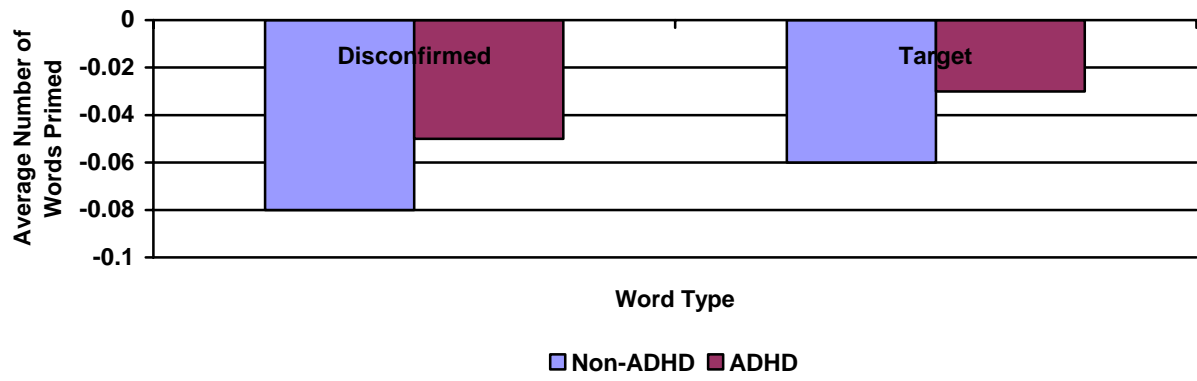 Average Number of
Words Primed
0
-0.02
-0.04
-0.06
-0.08
-0.1
Disconfirmed
Target
Word Type
Non-ADHD
ADHD